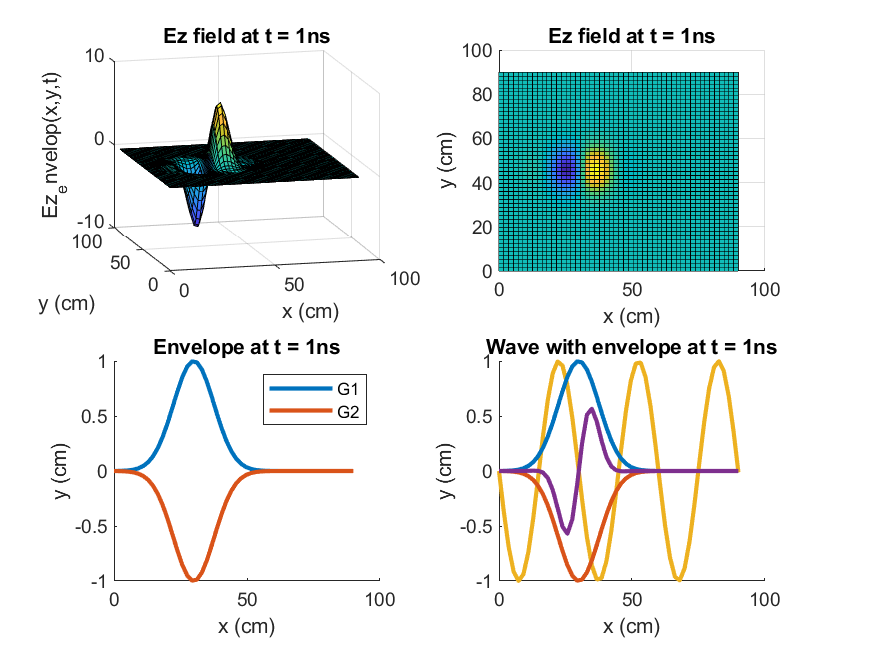 Ez field at t = 1ns
10
0
-10
Ez_e nvelop(x,y,t)
100
50
0
y (cm)
0
50
100
x (cm)
Ez field at t = 1ns
100
80
60
40
20
0
y (cm)
0
50
100
x (cm)
Envelope at t = 1ns
1
0.5
0
-0.5
-1
y (cm)
G1
G2
0
50
100
x (cm)
Wave with envelope at t = 1ns
1
0.5
0
-0.5
-1
y (cm)
0
50
100
x (cm)